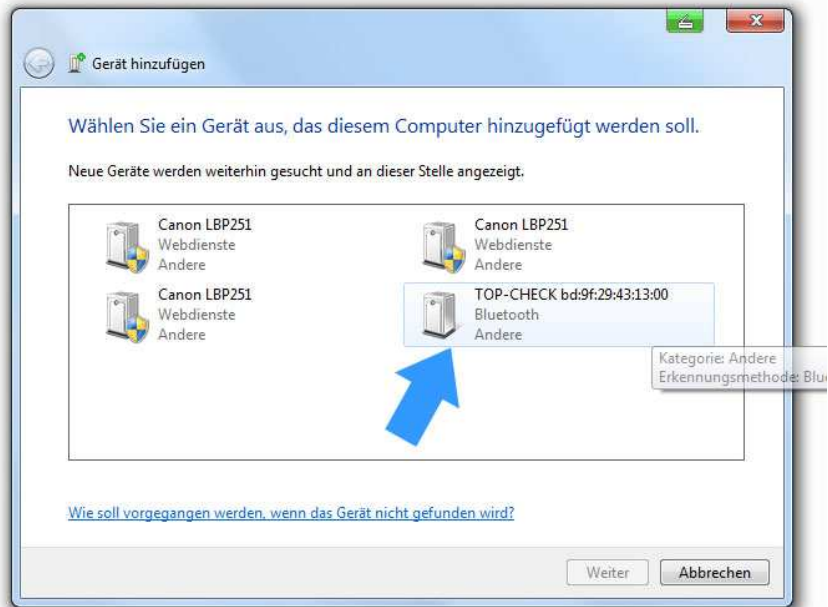 Gerät hinzufügen
Wählen Sie ein Gerät aus, das diesem Computer hinzugefügt werden soll.
Neue Geräte werden weiterhin gesucht und an dieser Stelle angezeigt.
Canon LBP251
Webdienste
Andere
Canon LBP251
Webdienste
Andere
Canon LBP251
Webdienste
Andere
TOP-CHECK bd:9f:29:43:13:00
Bluetooth
Andere
Kategorie: Andere
Erkennungsmethode: Blue
Wie soll vorgegangen werden, wenn das Gerät nicht gefunden wird?
Weiter
Abbrechen